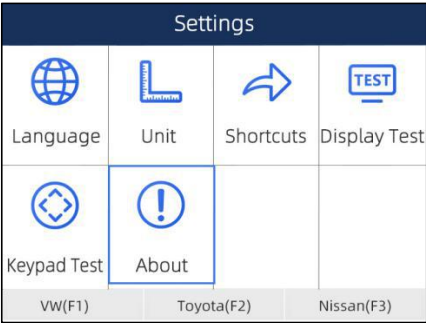 Settings
TEST
Language Unit Shortcuts Display Test
Keypad Test About
VW(F1) Toyota(F2) Nissan(F3)